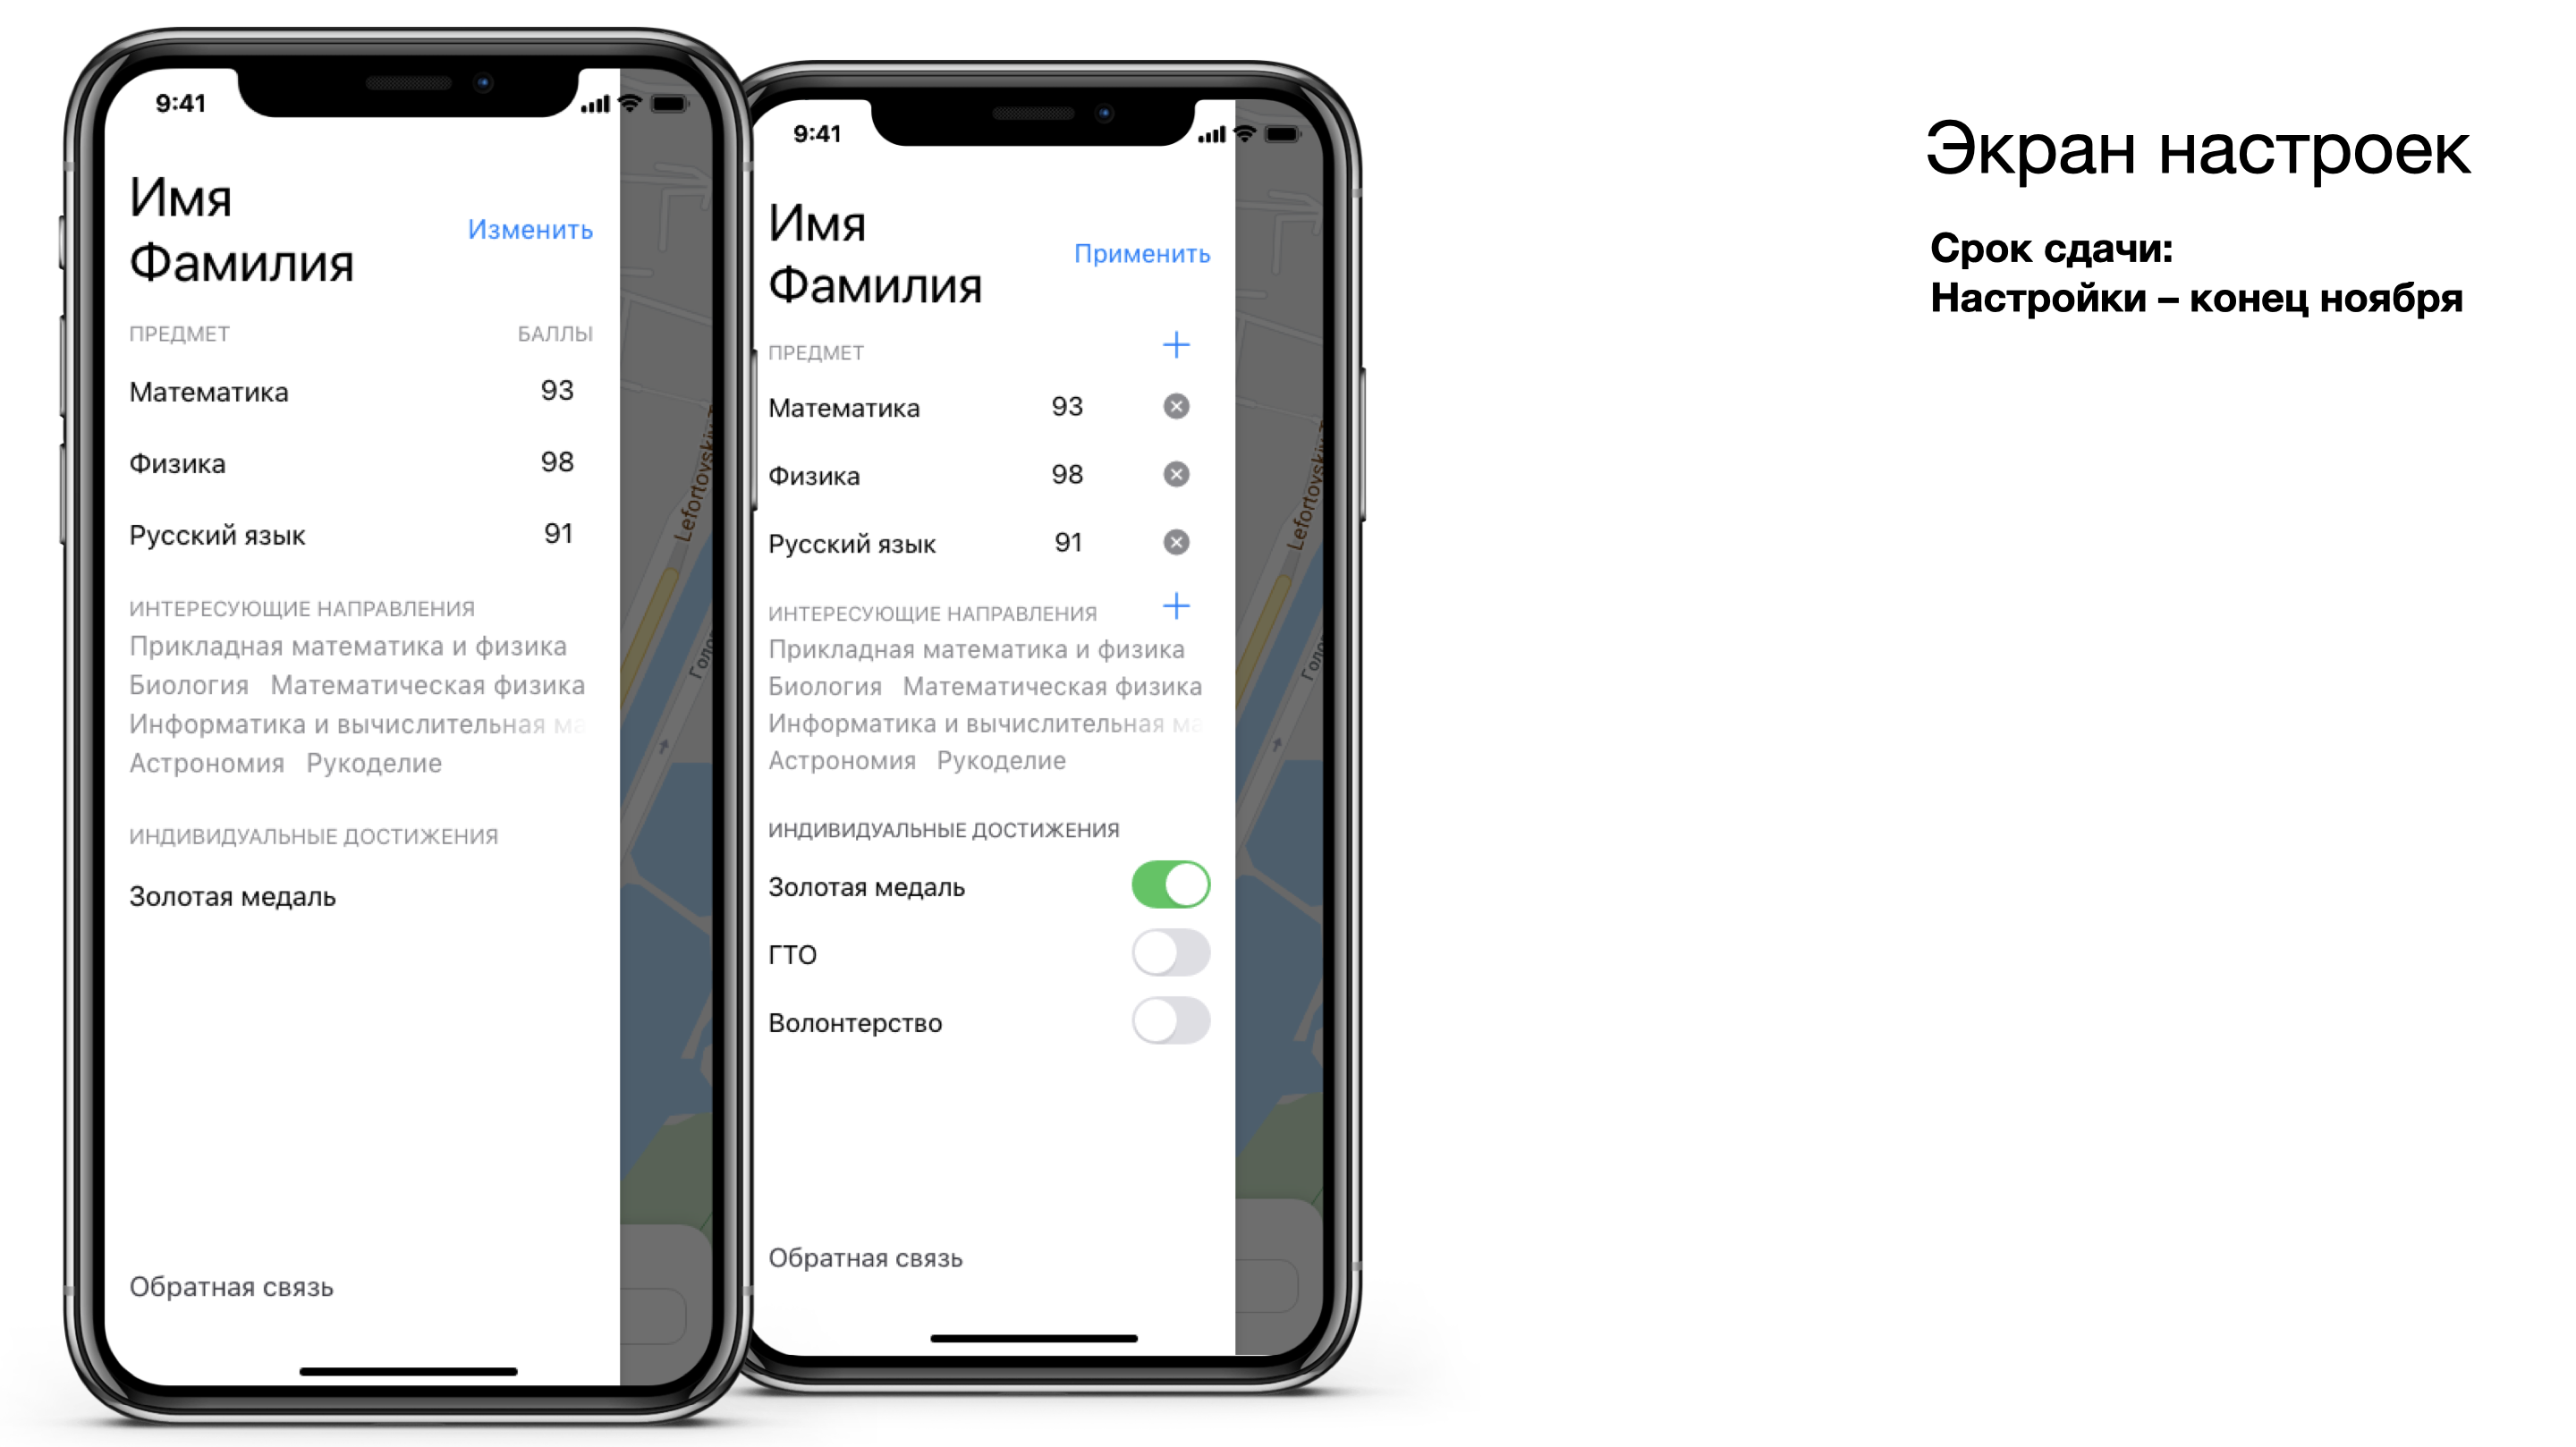 9:41
Имя
Фамилия
Изменить
ПРЕДМЕТ БАЛЛЫ
Математика 93
Физика 98
Русский язык 91
ИНТЕРЕСУЮЩИЕ НАПРАВЛЕНИЯ
Прикладная математика и физика
Биология Математическая физика
Информатика и вычислительная ма
Астрономия Рукоделие
ИНДИВИДУАЛЬНЫЕ ДОСТИЖЕНИЯ
Золотая медаль
Обратная связь
Lefortovskiy
Голо
9:41
Имя
Фамилия
Применить
ПРЕДМЕТ
Математика 93
Физика 98
Русский язык 91
ИНТЕРЕСУЮЩИЕ НАПРАВЛЕНИЯ
Прикладная математика и физика
Биология Математическая физика
Информатика и вычислительная ма
Астрономия Рукоделие
ИНДИВИДУАЛЬНЫЕ ДОСТИЖЕНИЯ
Золотая медаль
ГТО
Волонтерство
Обратная связь
Lefortovskiy
Голо
Экран настроек
Срок сдачи:
Настройки – конец ноября